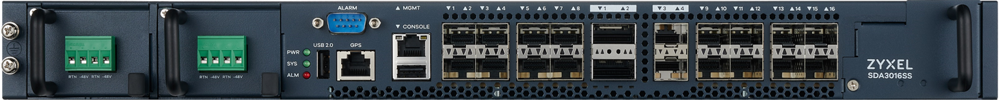 RTN -48V RTN -48V
RTN -48V RTN -48V
PWR
SYS
ALM
ALARM
USB 2.0
GPS
▲ MGMT
▼ CONSOLE
▼1 ▲2 ▼3 ▲4
▼5 ▲6 ▼7 ▲8
▼1 ▲2
▼3 ▲4
▼9 ▲10 ▼11 ▲12
▼13 ▲14 ▼15 ▲16
ZYXEL
SDA3016SS